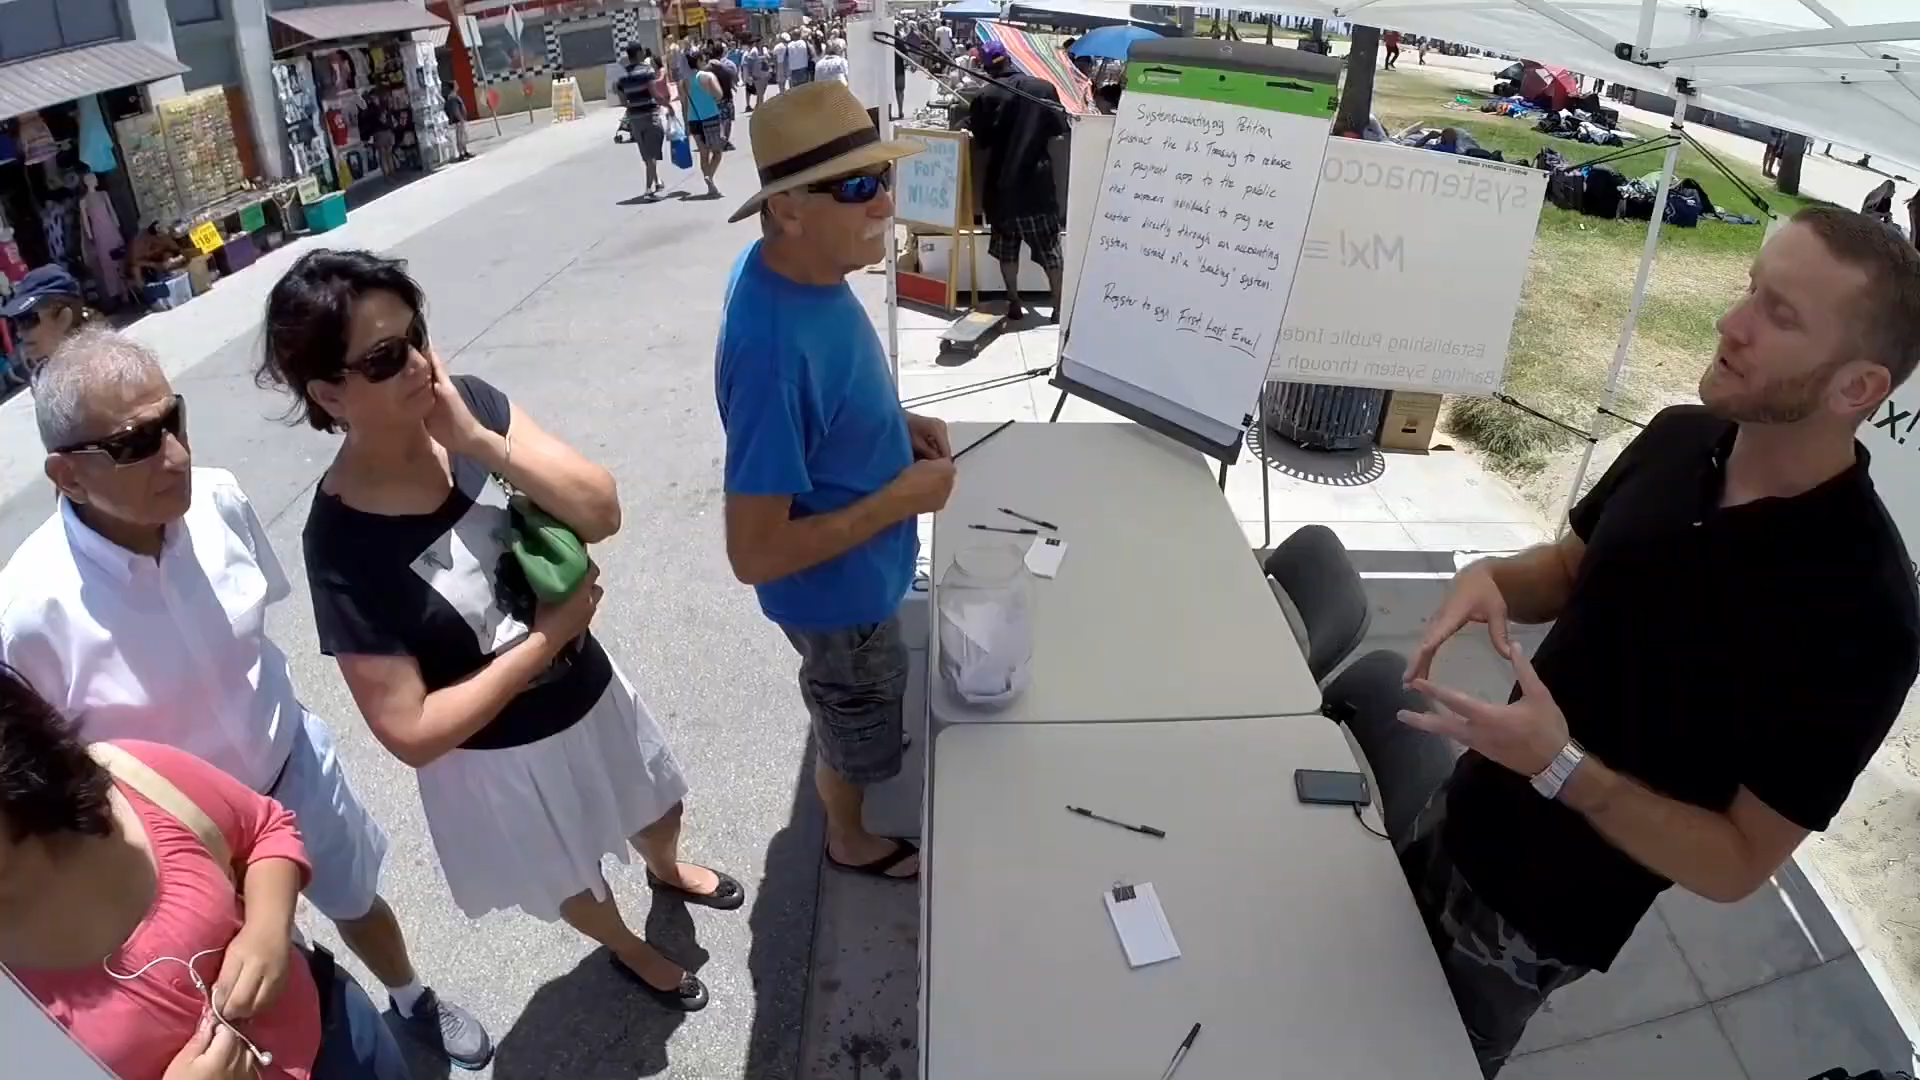 Systemaccounting.org Petition
Instruct the U.S. Treasury to release
a payment app to the public
that empowers individuals to pay one
another directly through an accounting
system instead of a "banking" system.
Register to sign: First, Last, Email
For
NUGS
systemacco
Mx!≡
Establishing Public Inde
Banking System through S